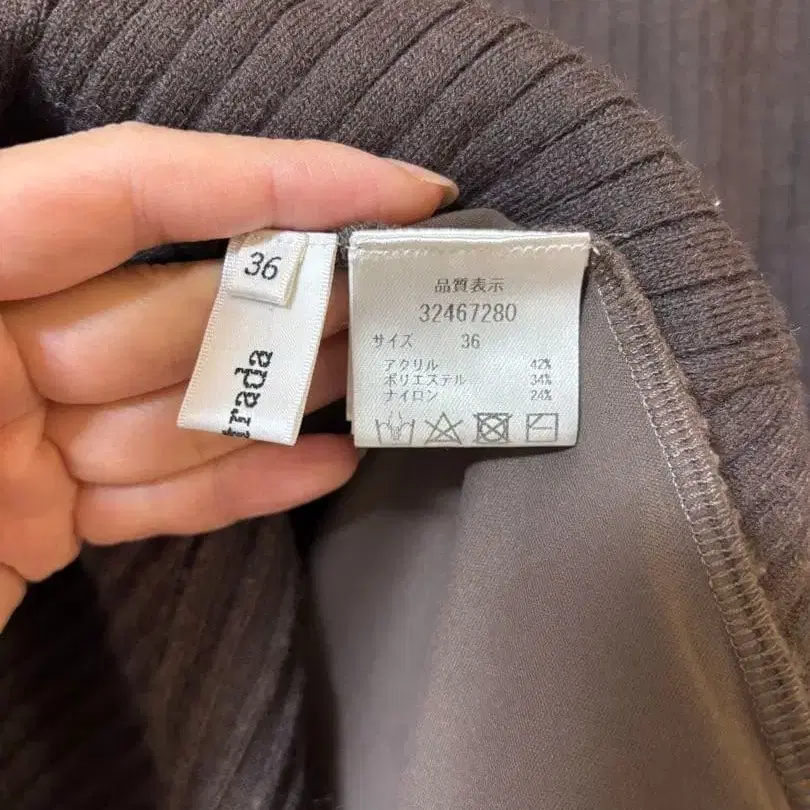 36
trada
品質表示
32467280
サイズ 36
アクリル 42%
ポリエステル 34%
ナイロン 24%